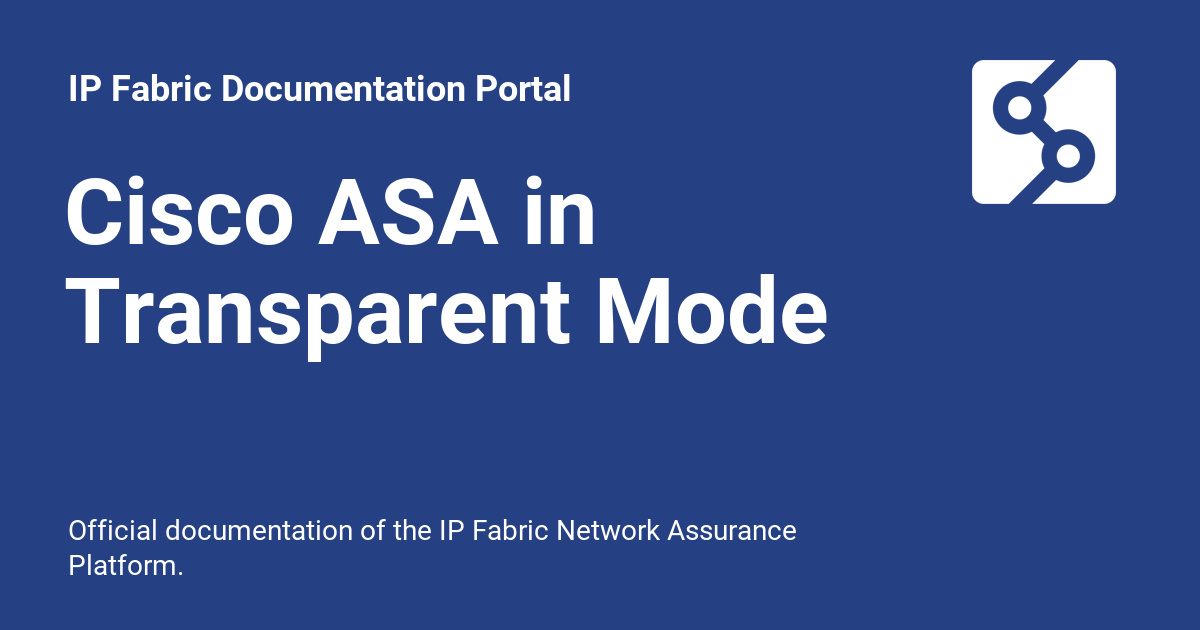 IP Fabric Documentation Portal
Cisco ASA in
Transparent Mode
Official documentation of the IP Fabric Network Assurance
Platform.